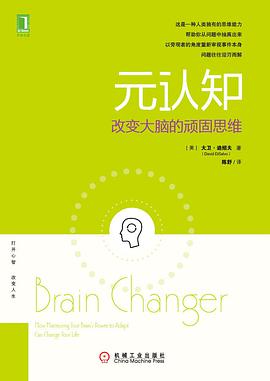 这是一种人类独有的思维能力
帮助你从问题中抽离出来
以旁观者的角度重新审视事件本身
问题往往迎刃而解
元认知
改变大脑的顽固思维
[美] 大卫·迪绍夫 著
(David DiSalvo)
陈舒 / 译
打开心智 改变人生
Brain Changer
How Harnessing Your Brain's Power to Adapt
Can Change Your Life
机械工业出版社
China Machine Press